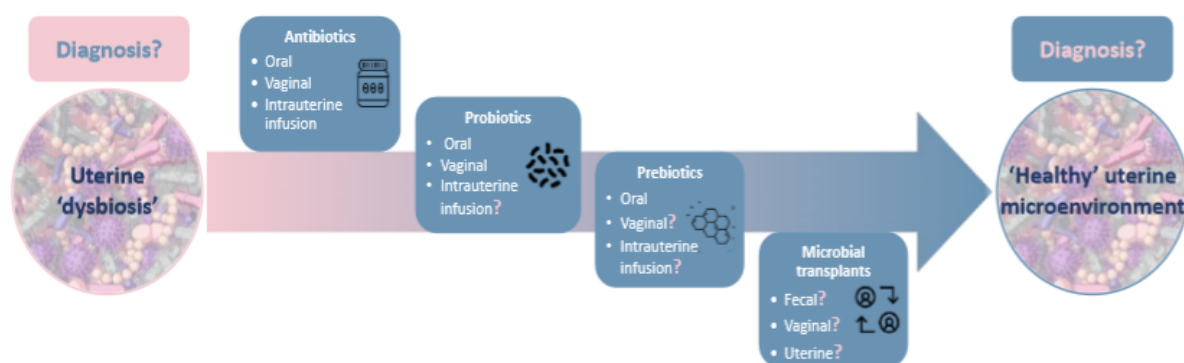 Diagnosis?
Uterine
'dysbiosis'
Antibiotics
• Oral
• Vaginal
• Intrauterine
infusion
Probiotics
• Oral
• Vaginal
• Intrauterine
infusion?
Prebiotics
• Oral
• Vaginal?
• Intrauterine
infusion?
Microbial
transplants
• Fecal?
• Vaginal?
• Uterine?
Diagnosis?
'Healthy' uterine
microenvironment